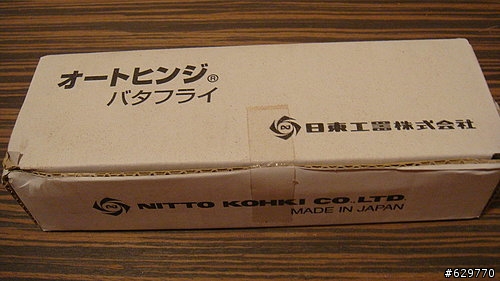 オートヒンジ®
バタフライ
日東工器株式会社
NITTO KOHKI CO.,LTD.
MADE IN JAPAN
#629770